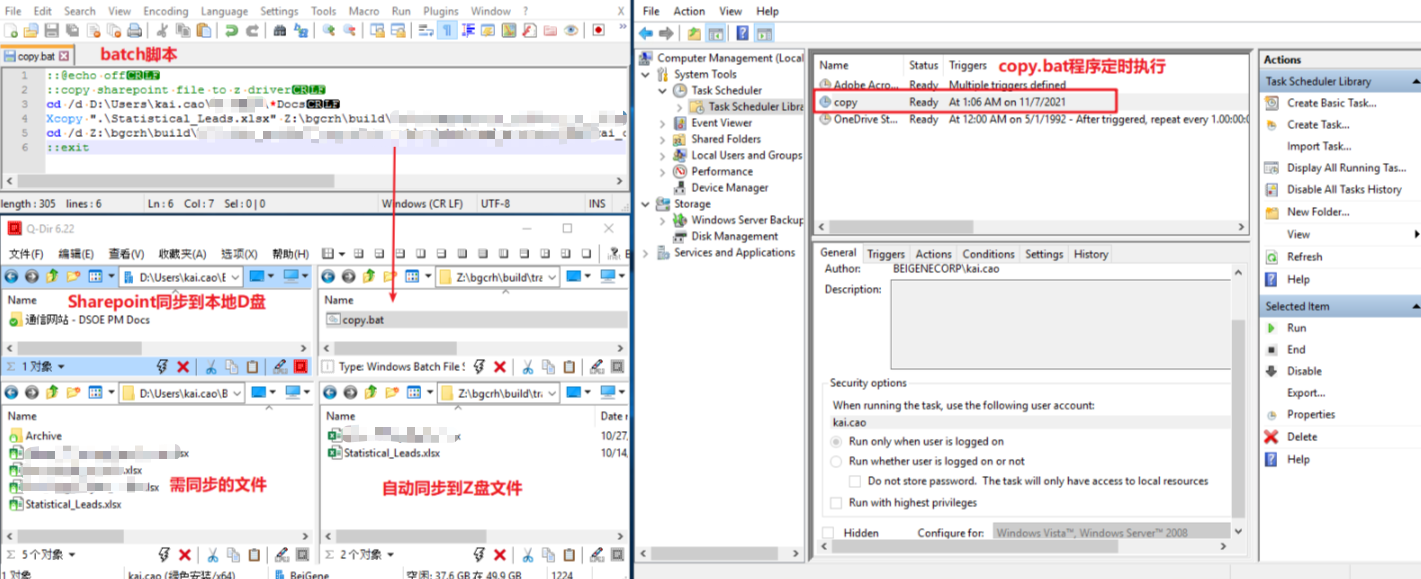 File Edit Search View Encoding Language Settings Tools Macro Run Plugins Window ? X
copy.bat
batch脚本
1 ::@echo off CRLF
2 ::copy sharepoint file to z driver CRLF
3 cd /d D:\Users\kai.cao\ \*Docs CRLF
4 Xcopy ".\Statistical_Leads.xlsx" Z:\bgcrh\build\
5 cd /d Z:\bgcrh\build\
6 ::exit
length : 305 lines : 6 Ln : 6 Col : 7 Sel : 0 | 0 Windows (CR LF) UTF-8 INS
Q-Dir 6.22
文件(F) 编辑(E) 查看(V) 收藏夹(A) 选项(X) 帮助(H)
D:\Users\kai.cao\E
Name
Sharepoint同步到本地D盘
通信网站 - DSOE PM Docs
1 对象
Z:\bgcrh\build\tra
Name
copy.bat
Type: Windows Batch File
D:\Users\kai.cao\B
Name
Archive
.xlsx
Statistical_Leads.xlsx
需同步的文件
5 个对象
Z:\bgcrh\build\tra
Name Date
10/27,
Statistical_Leads.xlsx 10/14,
自动同步到Z盘文件
2 个对象
1 对象 kai.cao (绿色安装/x64) BeiGene 空闲: 37.6 GB 在 49.9 GB 1224
File Action View Help
Computer Management (Local
System Tools
Task Scheduler
Task Scheduler Libra
Event Viewer
Shared Folders
Local Users and Groups
Performance
Device Manager
Storage
Windows Server Backup
Disk Management
Services and Applications
Name Status Triggers
copy.bat程序定时执行
Adobe Acro... Ready Multiple triggers defined
copy Ready At 1:06 AM on 11/7/2021
OneDrive St... Ready At 12:00 AM on 5/1/1992 - After triggered, repeat every 1.00:00:0
General Triggers Actions Conditions Settings History
Author: BEIGENECORP\kai.cao
Description:
Security options
When running the task, use the following user account:
kai.cao
Run only when user is logged on
Run whether user is logged on or not
Do not store password. The task will only have access to local resources
Run with highest privileges
Hidden Configure for: Windows Vista™, Windows Server™ 2008
Actions
Task Scheduler Library
Create Basic Task...
Create Task...
Import Task...
Display All Running Tas...
Disable All Tasks History
New Folder...
View
Refresh
Help
Selected Item
Run
End
Disable
Export...
Properties
Delete
Help